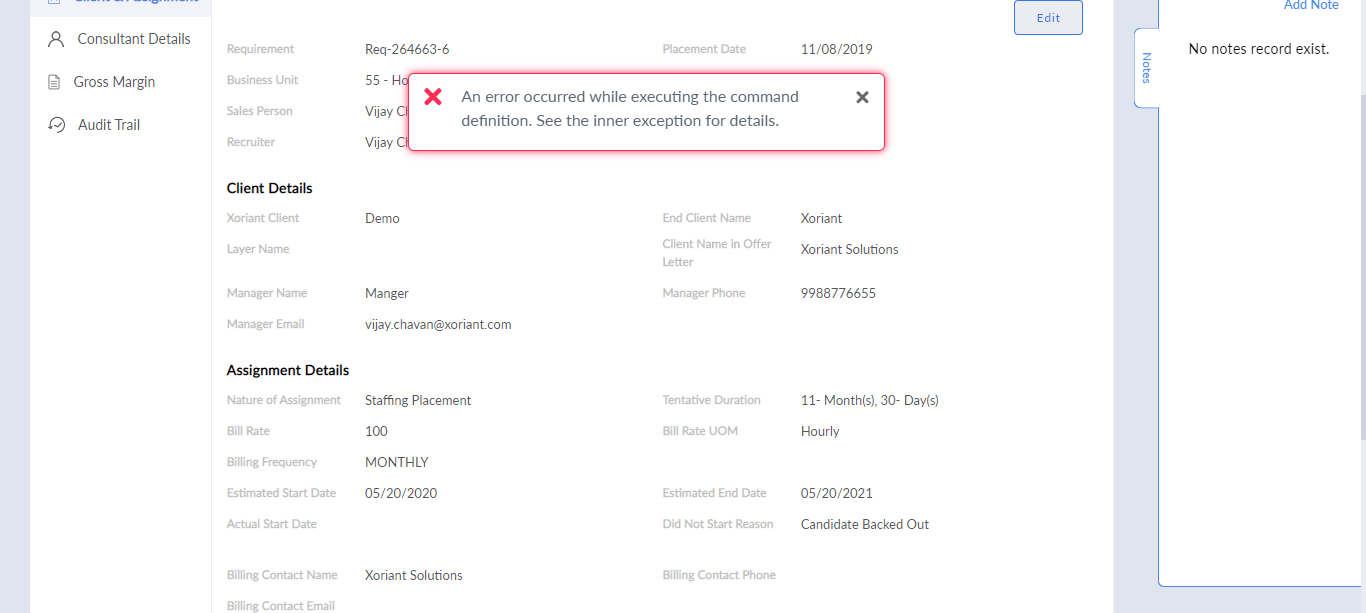 Client & Assignment
Consultant Details
Gross Margin
Audit Trail
Edit
Requirement Req-264663-6 Placement Date 11/08/2019
Business Unit 55 - Ho
Sales Person Vijay Ch
Recruiter Vijay Ch
An error occurred while executing the command
definition. See the inner exception for details.
Client Details
Xoriant Client Demo End Client Name Xoriant
Layer Name Client Name in Offer Xoriant Solutions
Letter
Manager Name Manger Manager Phone 9988776655
Manager Email vijay.chavan@xoriant.com
Assignment Details
Nature of Assignment Staffing Placement Tentative Duration 11- Month(s), 30- Day(s)
Bill Rate 100 Bill Rate UOM Hourly
Billing Frequency MONTHLY
Estimated Start Date 05/20/2020 Estimated End Date 05/20/2021
Actual Start Date Did Not Start Reason Candidate Backed Out
Billing Contact Name Xoriant Solutions Billing Contact Phone
Billing Contact Email
Add Note
Notes
No notes record exist.